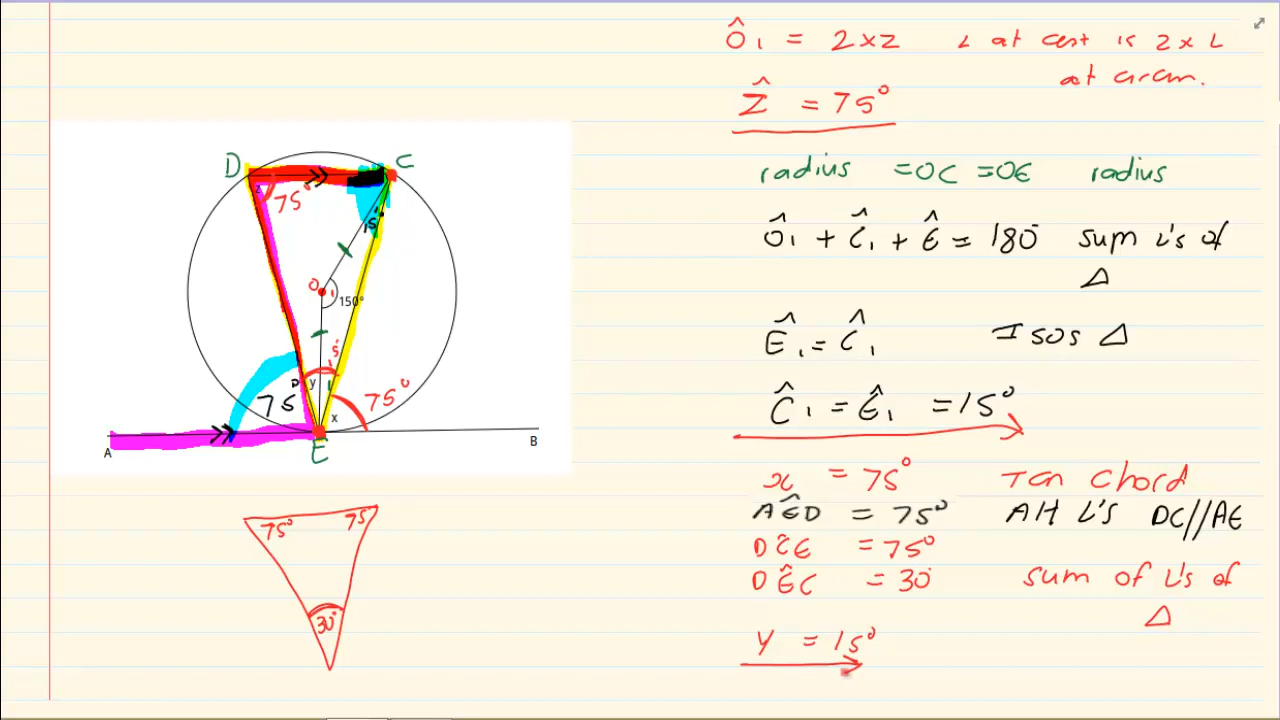 Ô₁ = 2 x z ∠ at cent is 2 x ∠
at circm.
Ẑ = 75°
radius = OC = OE radius
Ô₁ + Ĉ₁ + Ê = 180° sum ∠'s of
Δ
Ê₁ = Ĉ₁ Isos Δ
Ĉ₁ = Ê₁ = 15°
x = 75° Tan Chord
AÊD = 75° Alt ∠'s DC//AE
DĈE = 75°
DÊC = 30° sum of ∠'s of
Δ
y = 15°
D C
z 75° 15°
O 1 150°
15°
75° y 1 x 75°
A E B
75° 75°
30°